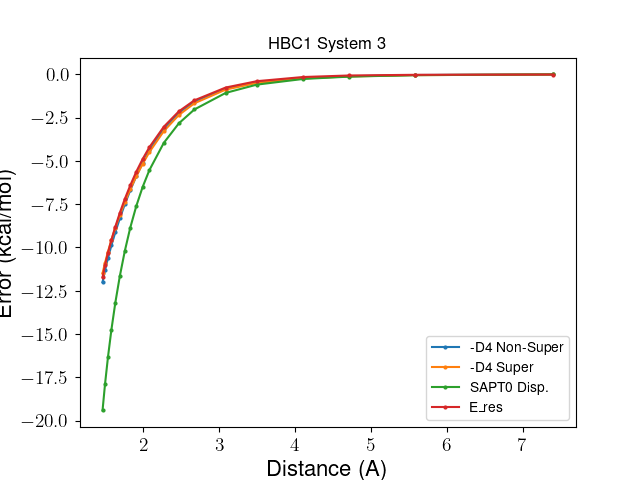 HBC1 System 3
Error (kcal/mol)
0.0
−2.5
−5.0
−7.5
−10.0
−12.5
−15.0
−17.5
−20.0
2 3 4 5 6 7
Distance (A)
-D4 Non-Super
-D4 Super
SAPT0 Disp.
E_res